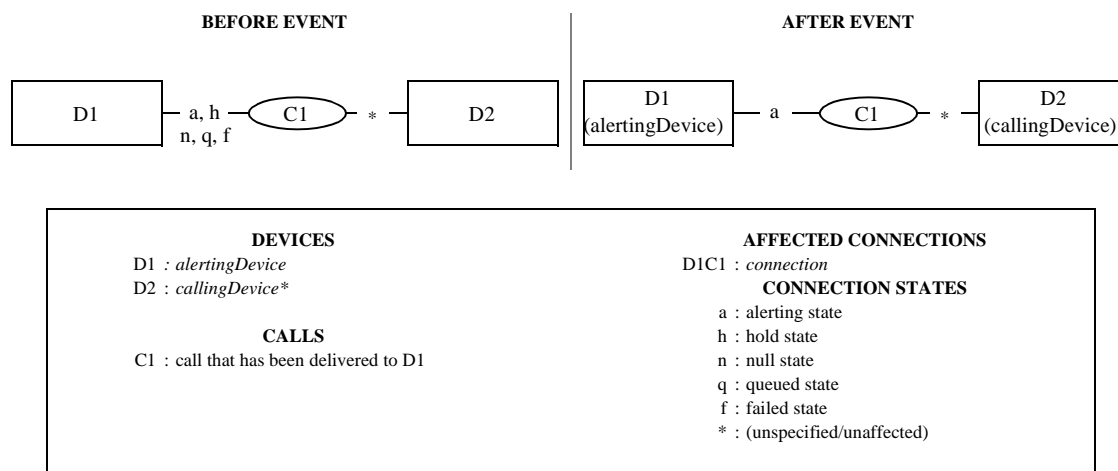 BEFORE EVENT
AFTER EVENT
D1
a, h
n, q, f
C1
*
D2
D1
(alertingDevice)
a
C1
*
D2
(callingDevice)
DEVICES
D1 : alertingDevice
D2 : callingDevice*
CALLS
C1 : call that has been delivered to D1
AFFECTED CONNECTIONS
D1C1 : connection
CONNECTION STATES
a : alerting state
h : hold state
n : null state
q : queued state
f : failed state
* : (unspecified/unaffected)